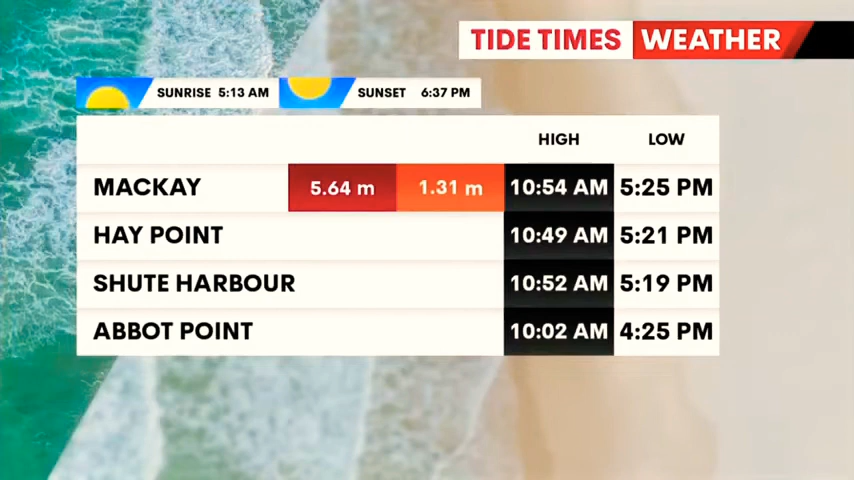 TIDE TIMES WEATHER
SUNRISE 5:13 AM SUNSET 6:37 PM
HIGH LOW
MACKAY 5.64 m 1.31 m 10:54 AM 5:25 PM
HAY POINT 10:49 AM 5:21 PM
SHUTE HARBOUR 10:52 AM 5:19 PM
ABBOT POINT 10:02 AM 4:25 PM